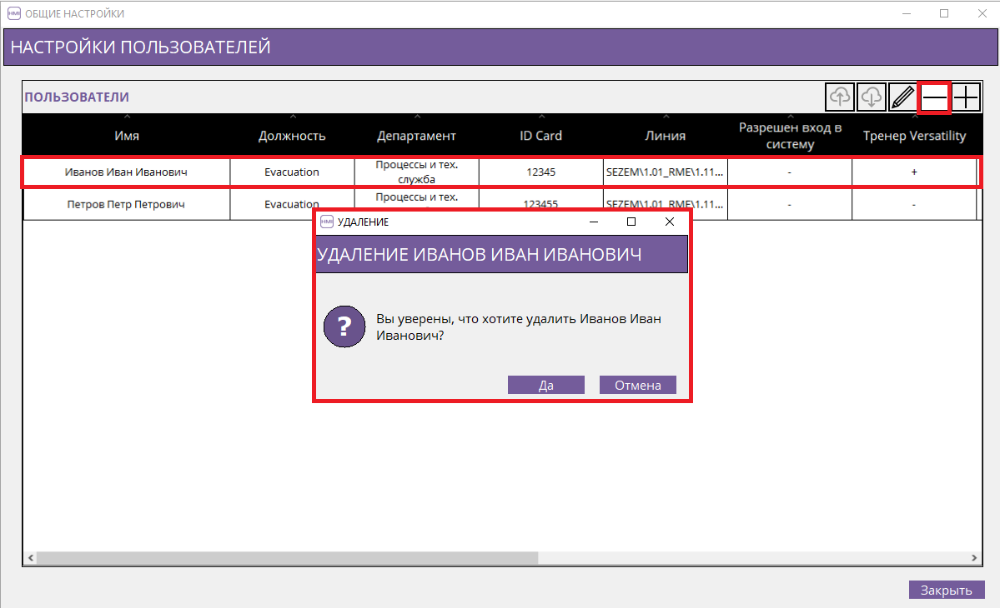 HMI ОБЩИЕ НАСТРОЙКИ
НАСТРОЙКИ ПОЛЬЗОВАТЕЛЕЙ
ПОЛЬЗОВАТЕЛИ
Имя Должность Департамент ID Card Линия Разрешен вход в систему Тренер Versatility
Иванов Иван Иванович Evacuation Процессы и тех. служба 12345 SEZEM\1.01_RME\1.11... - +
Петров Петр Петрович Evacuation Процессы и тех. 123455 SEZEM\1.01_RME\1.11... - -
HMI УДАЛЕНИЕ
УДАЛЕНИЕ ИВАНОВ ИВАН ИВАНОВИЧ
? Вы уверены, что хотите удалить Иванов Иван
Иванович?
Да Отмена
Закрыть